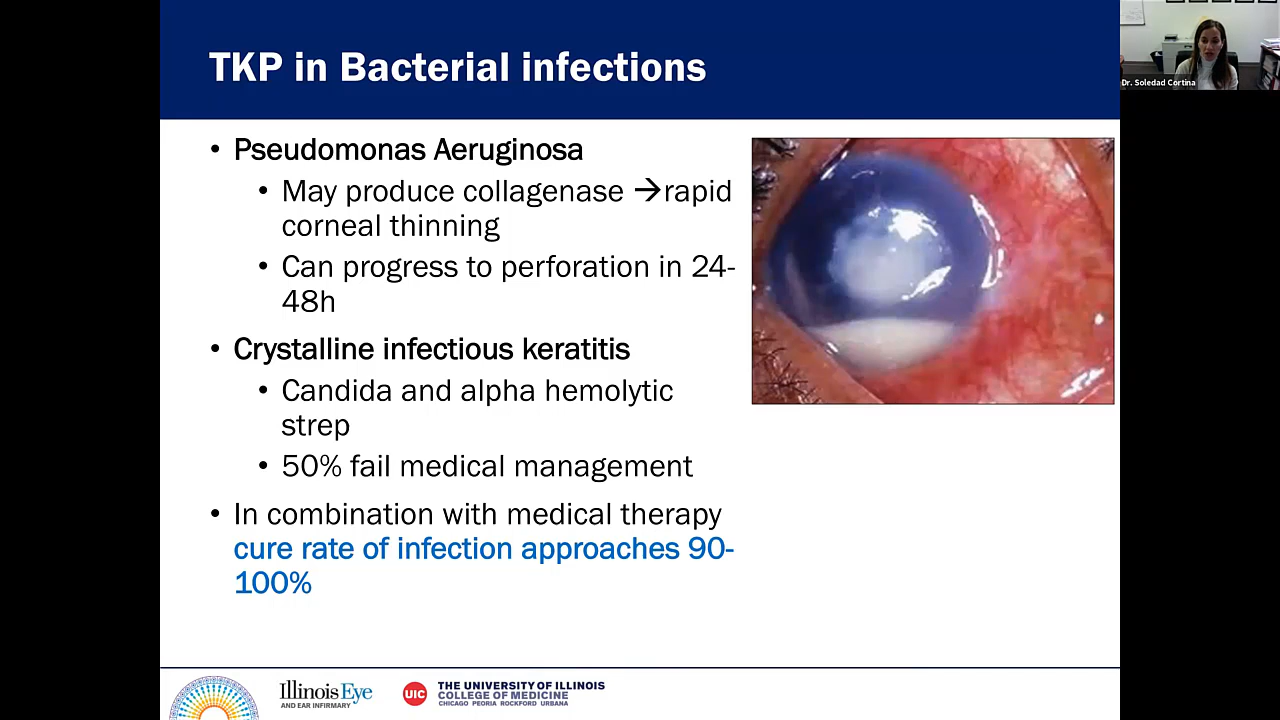 TKP in Bacterial infections
Dr. Soledad Cortina
• Pseudomonas Aeruginosa
• May produce collagenase →rapid
corneal thinning
• Can progress to perforation in 24-
48h
• Crystalline infectious keratitis
• Candida and alpha hemolytic
strep
• 50% fail medical management
• In combination with medical therapy
cure rate of infection approaches 90-
100%
Illinois Eye
AND EAR INFIRMARY
UIC
THE UNIVERSITY OF ILLINOIS
COLLEGE OF MEDICINE
CHICAGO PEORIA ROCKFORD URBANA